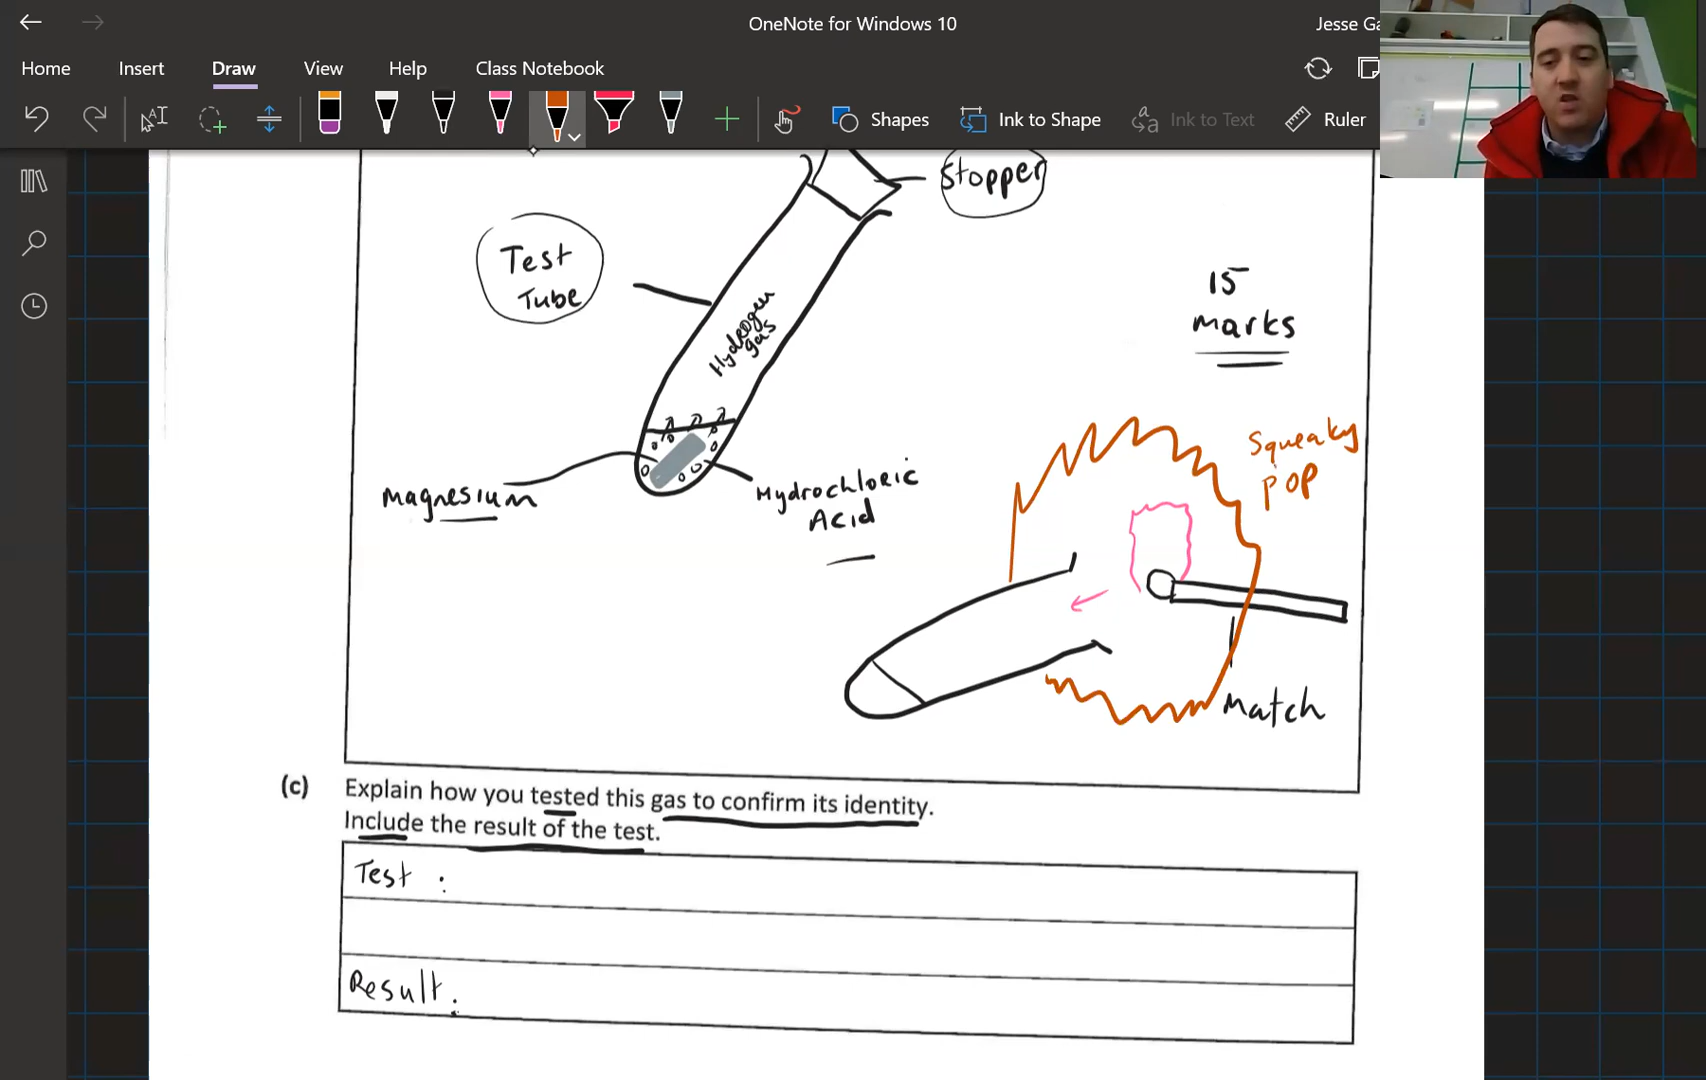 OneNote for Windows 10
Jesse Ga
Home Insert Draw View Help Class Notebook
Shapes Ink to Shape Ink to Text Ruler
Stopper
Test
Tube
Hydrogen
gas
15
marks
Squeaky
pop
Magnesium
Hydrochloric
Acid
Match
(c) Explain how you tested this gas to confirm its identity.
Include the result of the test.
Test :
Result :